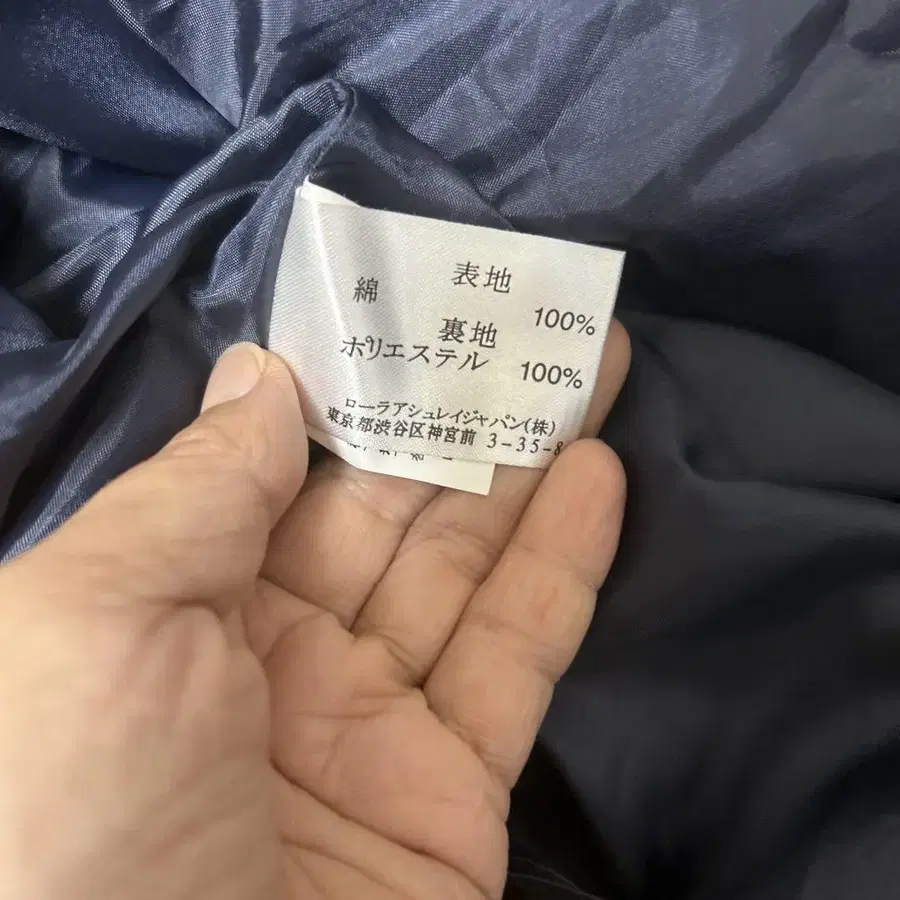 表地
綿 100%
裏地
ポリエステル 100%
ローラアシュレイジャパン(株)
東京都渋谷区神宮前 3-35-8